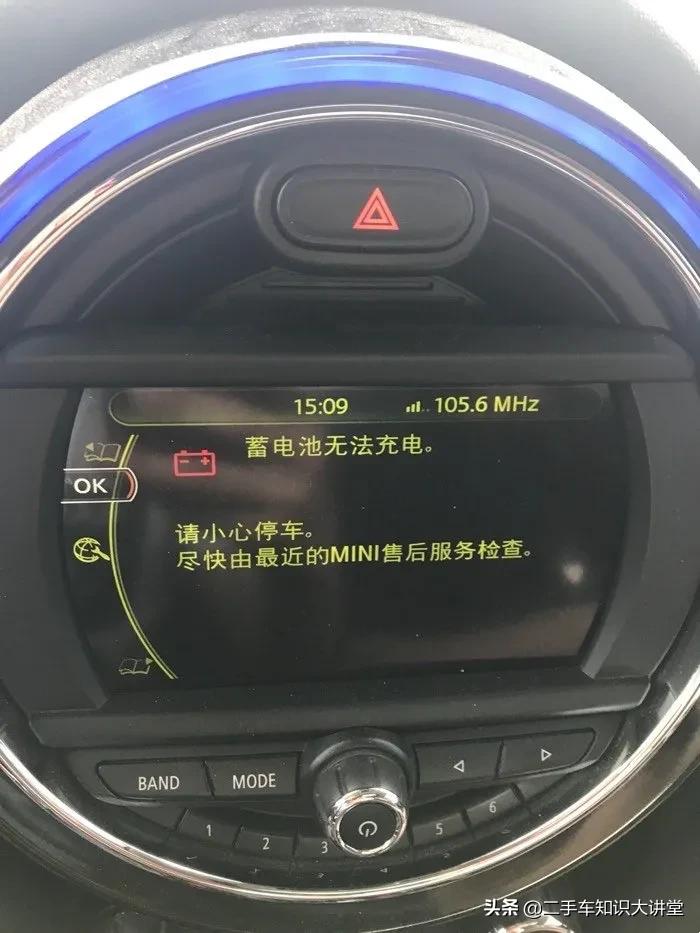 15:09 105.6 MHz
蓄电池无法充电。
OK
请小心停车。
尽快由最近的MINI售后服务检查。
BAND MODE
1 2 3 5 6
头条 @二手车知识大讲堂